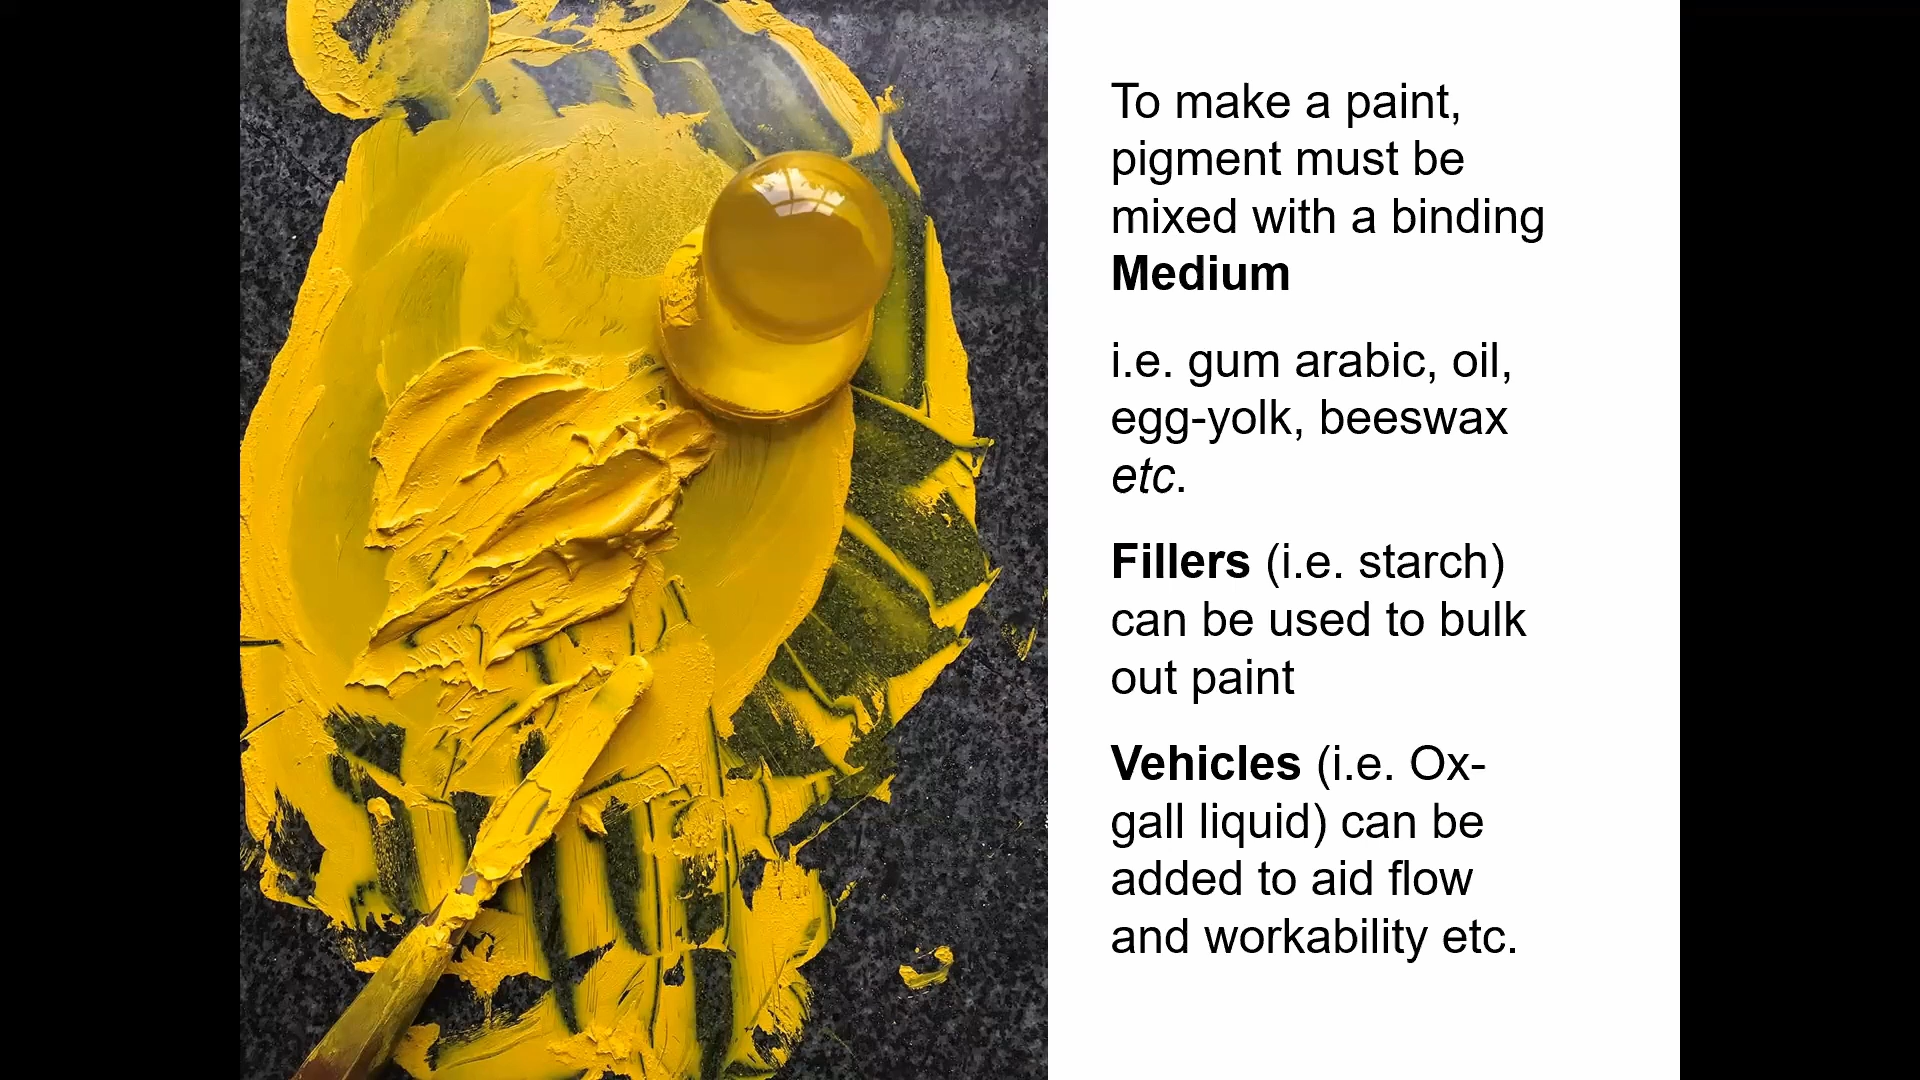 To make a paint,
pigment must be
mixed with a binding
Medium
i.e. gum arabic, oil,
egg-yolk, beeswax
etc.
Fillers (i.e. starch)
can be used to bulk
out paint
Vehicles (i.e. Ox-
gall liquid) can be
added to aid flow
and workability etc.